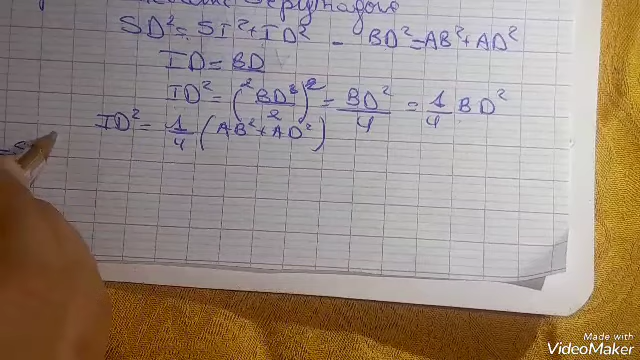 SD² = SI² + ID² - BD² = AB² + AD²
ID = BD
ID² = (BD/2)² = BD²/4 = 1/4 BD²
ID² = 1/4 (AB² + AD²)
Made with
VideoMaker